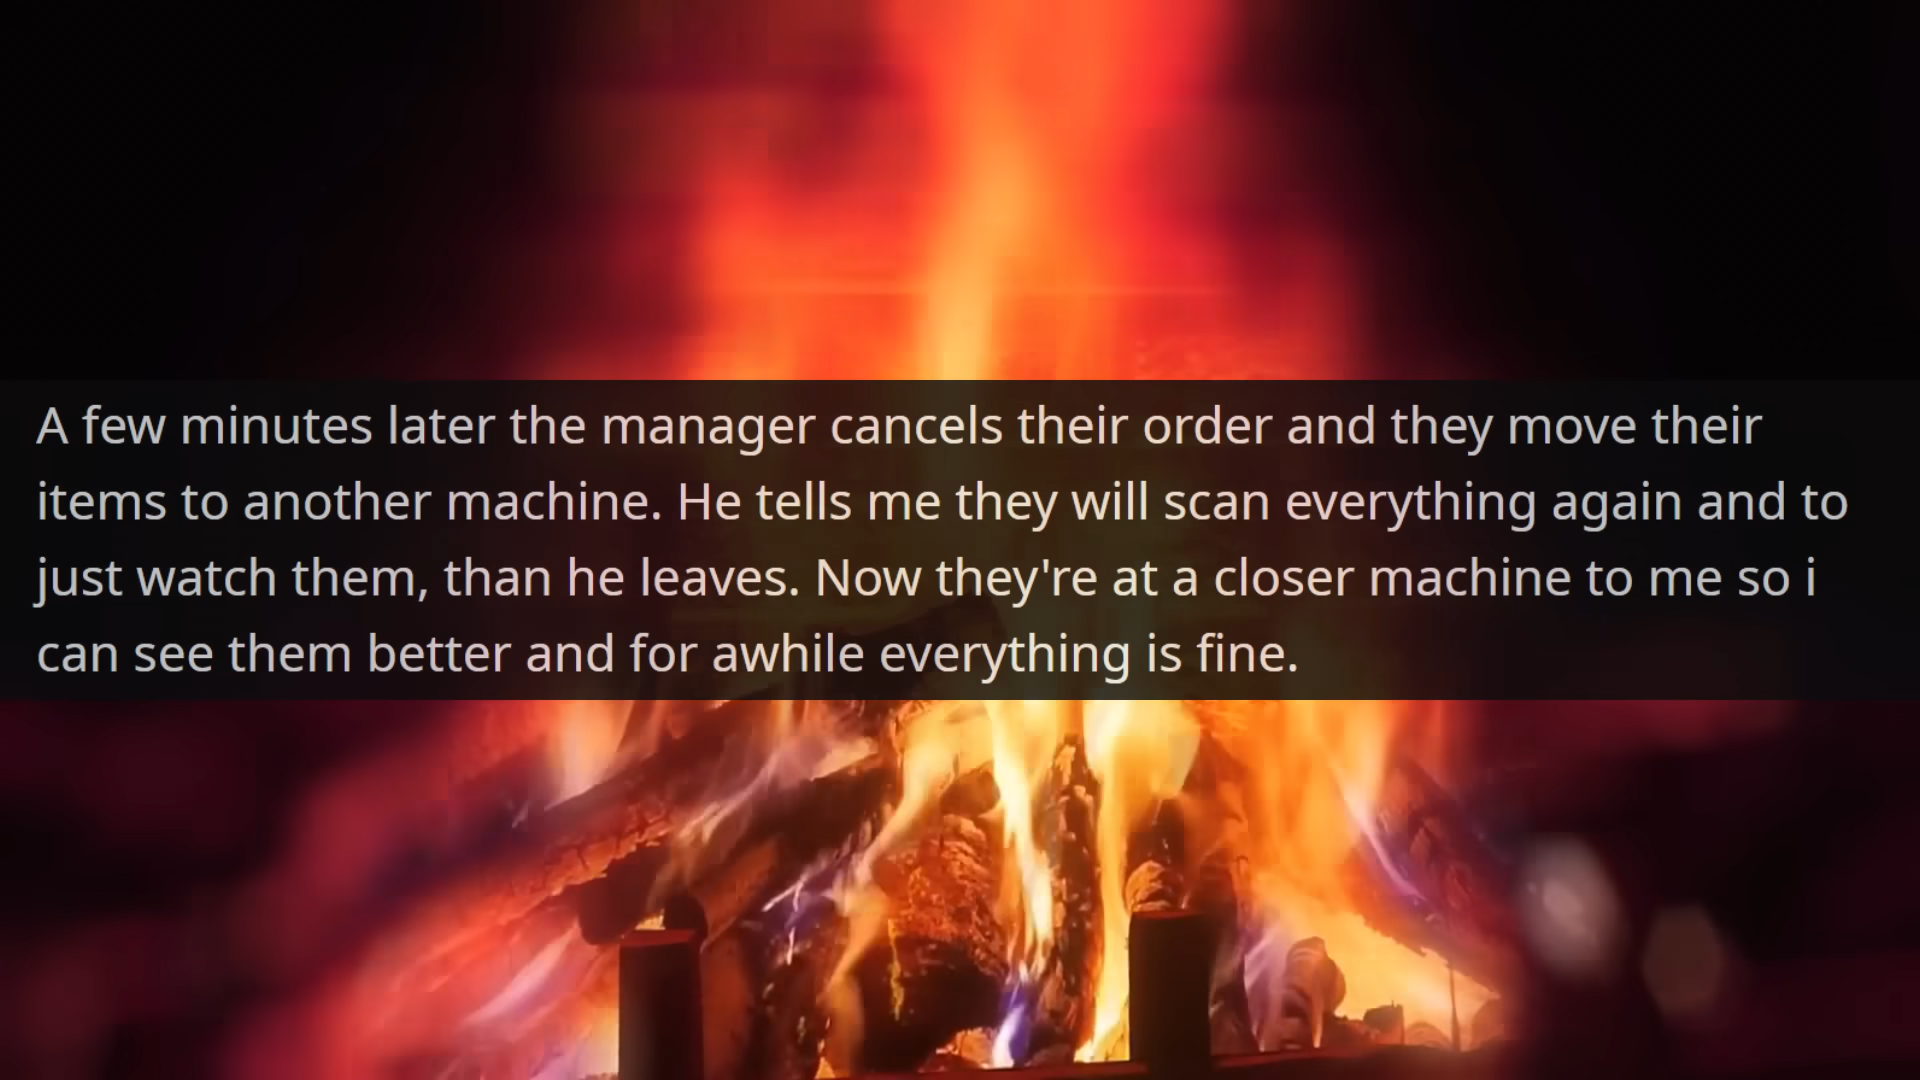 A few minutes later the manager cancels their order and they move their
items to another machine. He tells me they will scan everything again and to
just watch them, than he leaves. Now they're at a closer machine to me so i
can see them better and for awhile everything is fine.